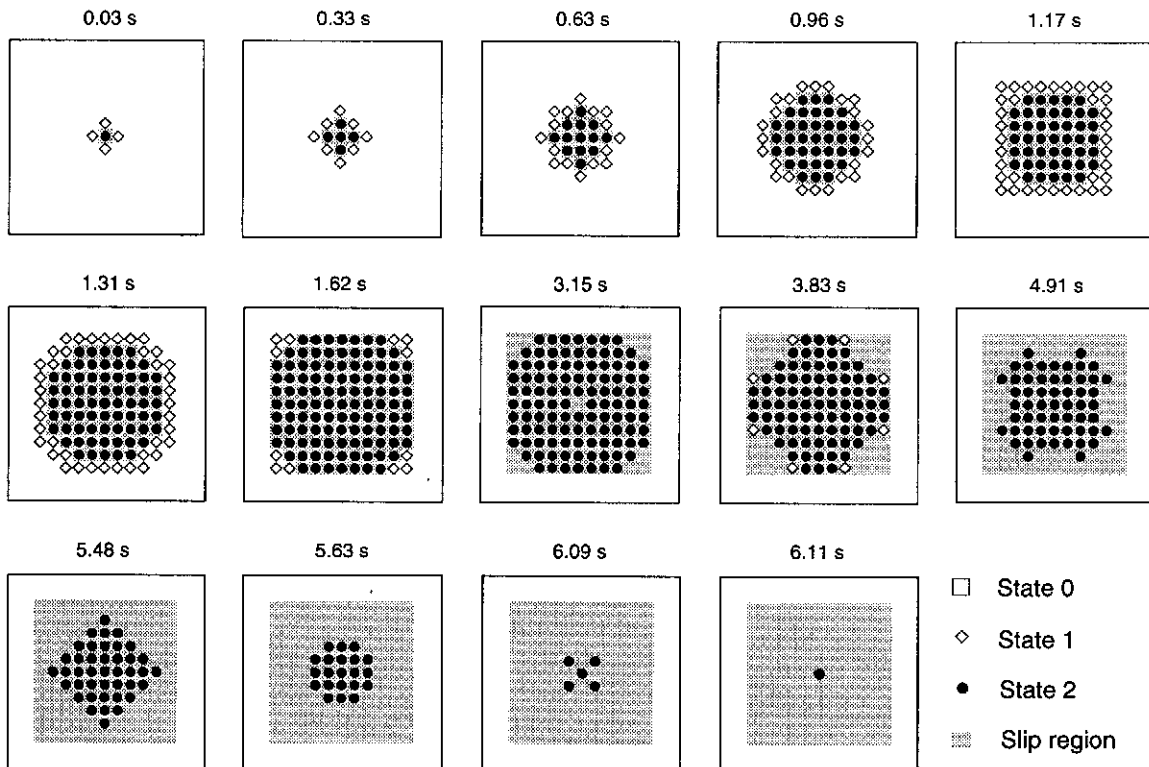 0.03 s
0.33 s
0.63 s
0.96 s
1.17 s
1.31 s
1.62 s
3.15 s
3.83 s
4.91 s
5.48 s
5.63 s
6.09 s
6.11 s
State 0
State 1
State 2
Slip region